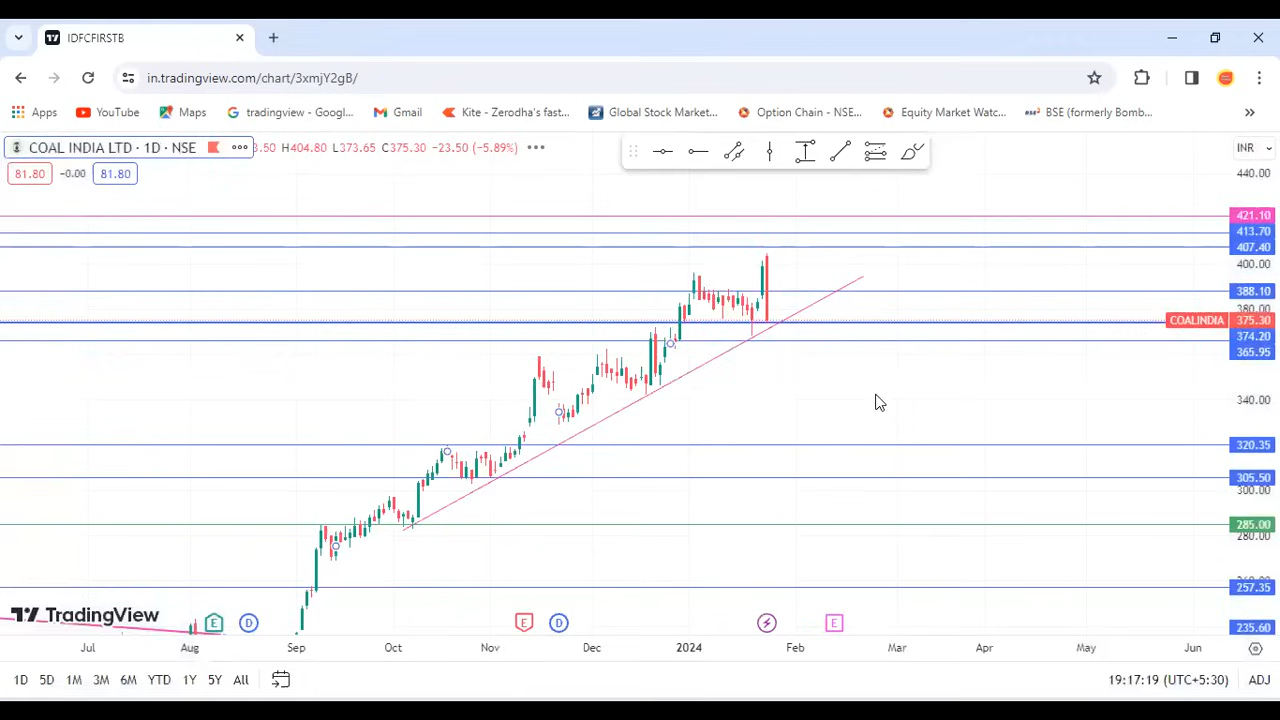 IDFCFIRSTB
in.tradingview.com/chart/3xmjY2gB/
Apps YouTube Maps tradingview - Googl... Gmail Kite - Zerodha's fast... Global Stock Market... Option Chain - NSE... Equity Market Watc... BSE (formerly Bomb...
COAL INDIA LTD · 1D · NSE 3.50 H404.80 L373.65 C375.30 −23.50 (−5.89%) INR
81.80 -0.00 81.80
440.00
421.10
413.70
407.40
400.00
388.10
380.00
COALINDIA 375.30
374.20
365.95
340.00
320.35
305.50
300.00
285.00
280.00
257.35
TradingView
E D E D E
235.60
Jul Aug Sep Oct Nov Dec 2024 Feb Mar Apr May Jun
1D 5D 1M 3M 6M YTD 1Y 5Y All 19:17:19 (UTC+5:30) ADJ